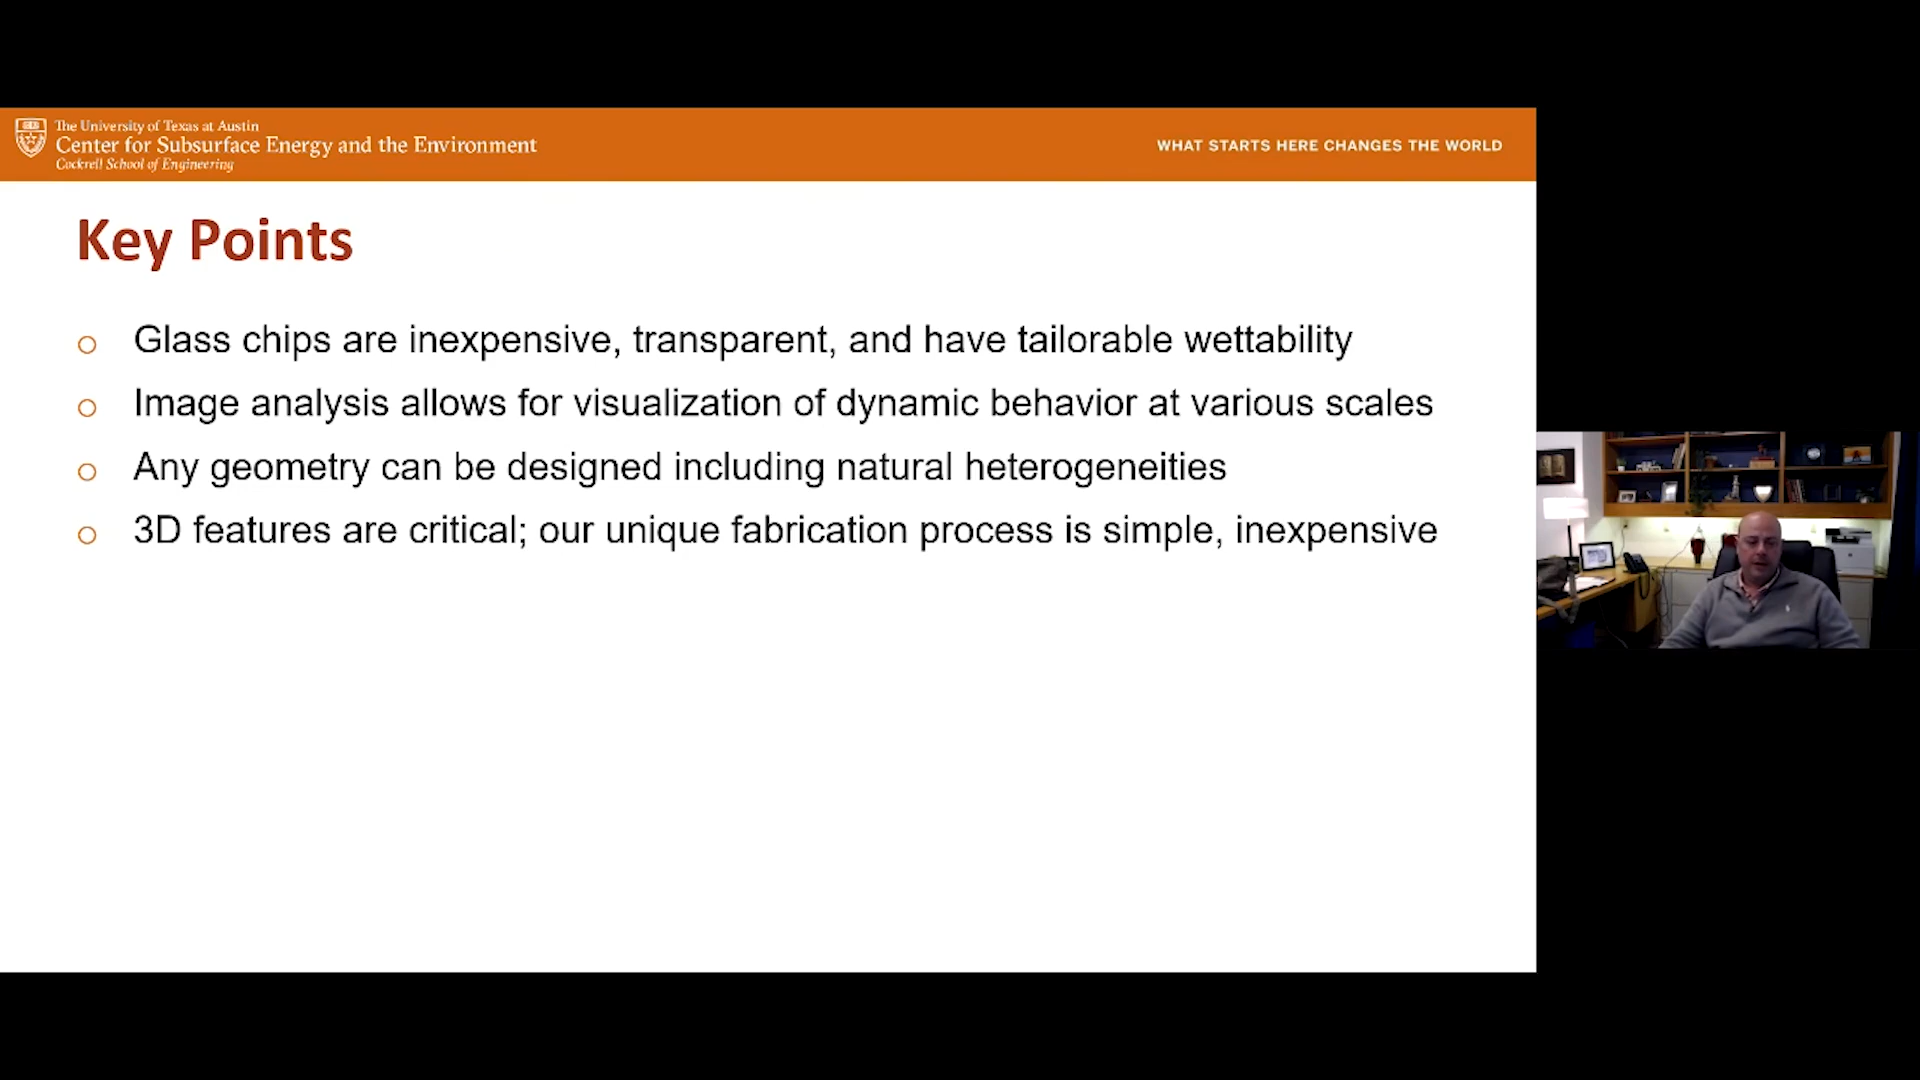 The University of Texas at Austin
Center for Subsurface Energy and the Environment
Cockrell School of Engineering
WHAT STARTS HERE CHANGES THE WORLD
Key Points
Glass chips are inexpensive, transparent, and have tailorable wettability
Image analysis allows for visualization of dynamic behavior at various scales
Any geometry can be designed including natural heterogeneities
3D features are critical; our unique fabrication process is simple, inexpensive